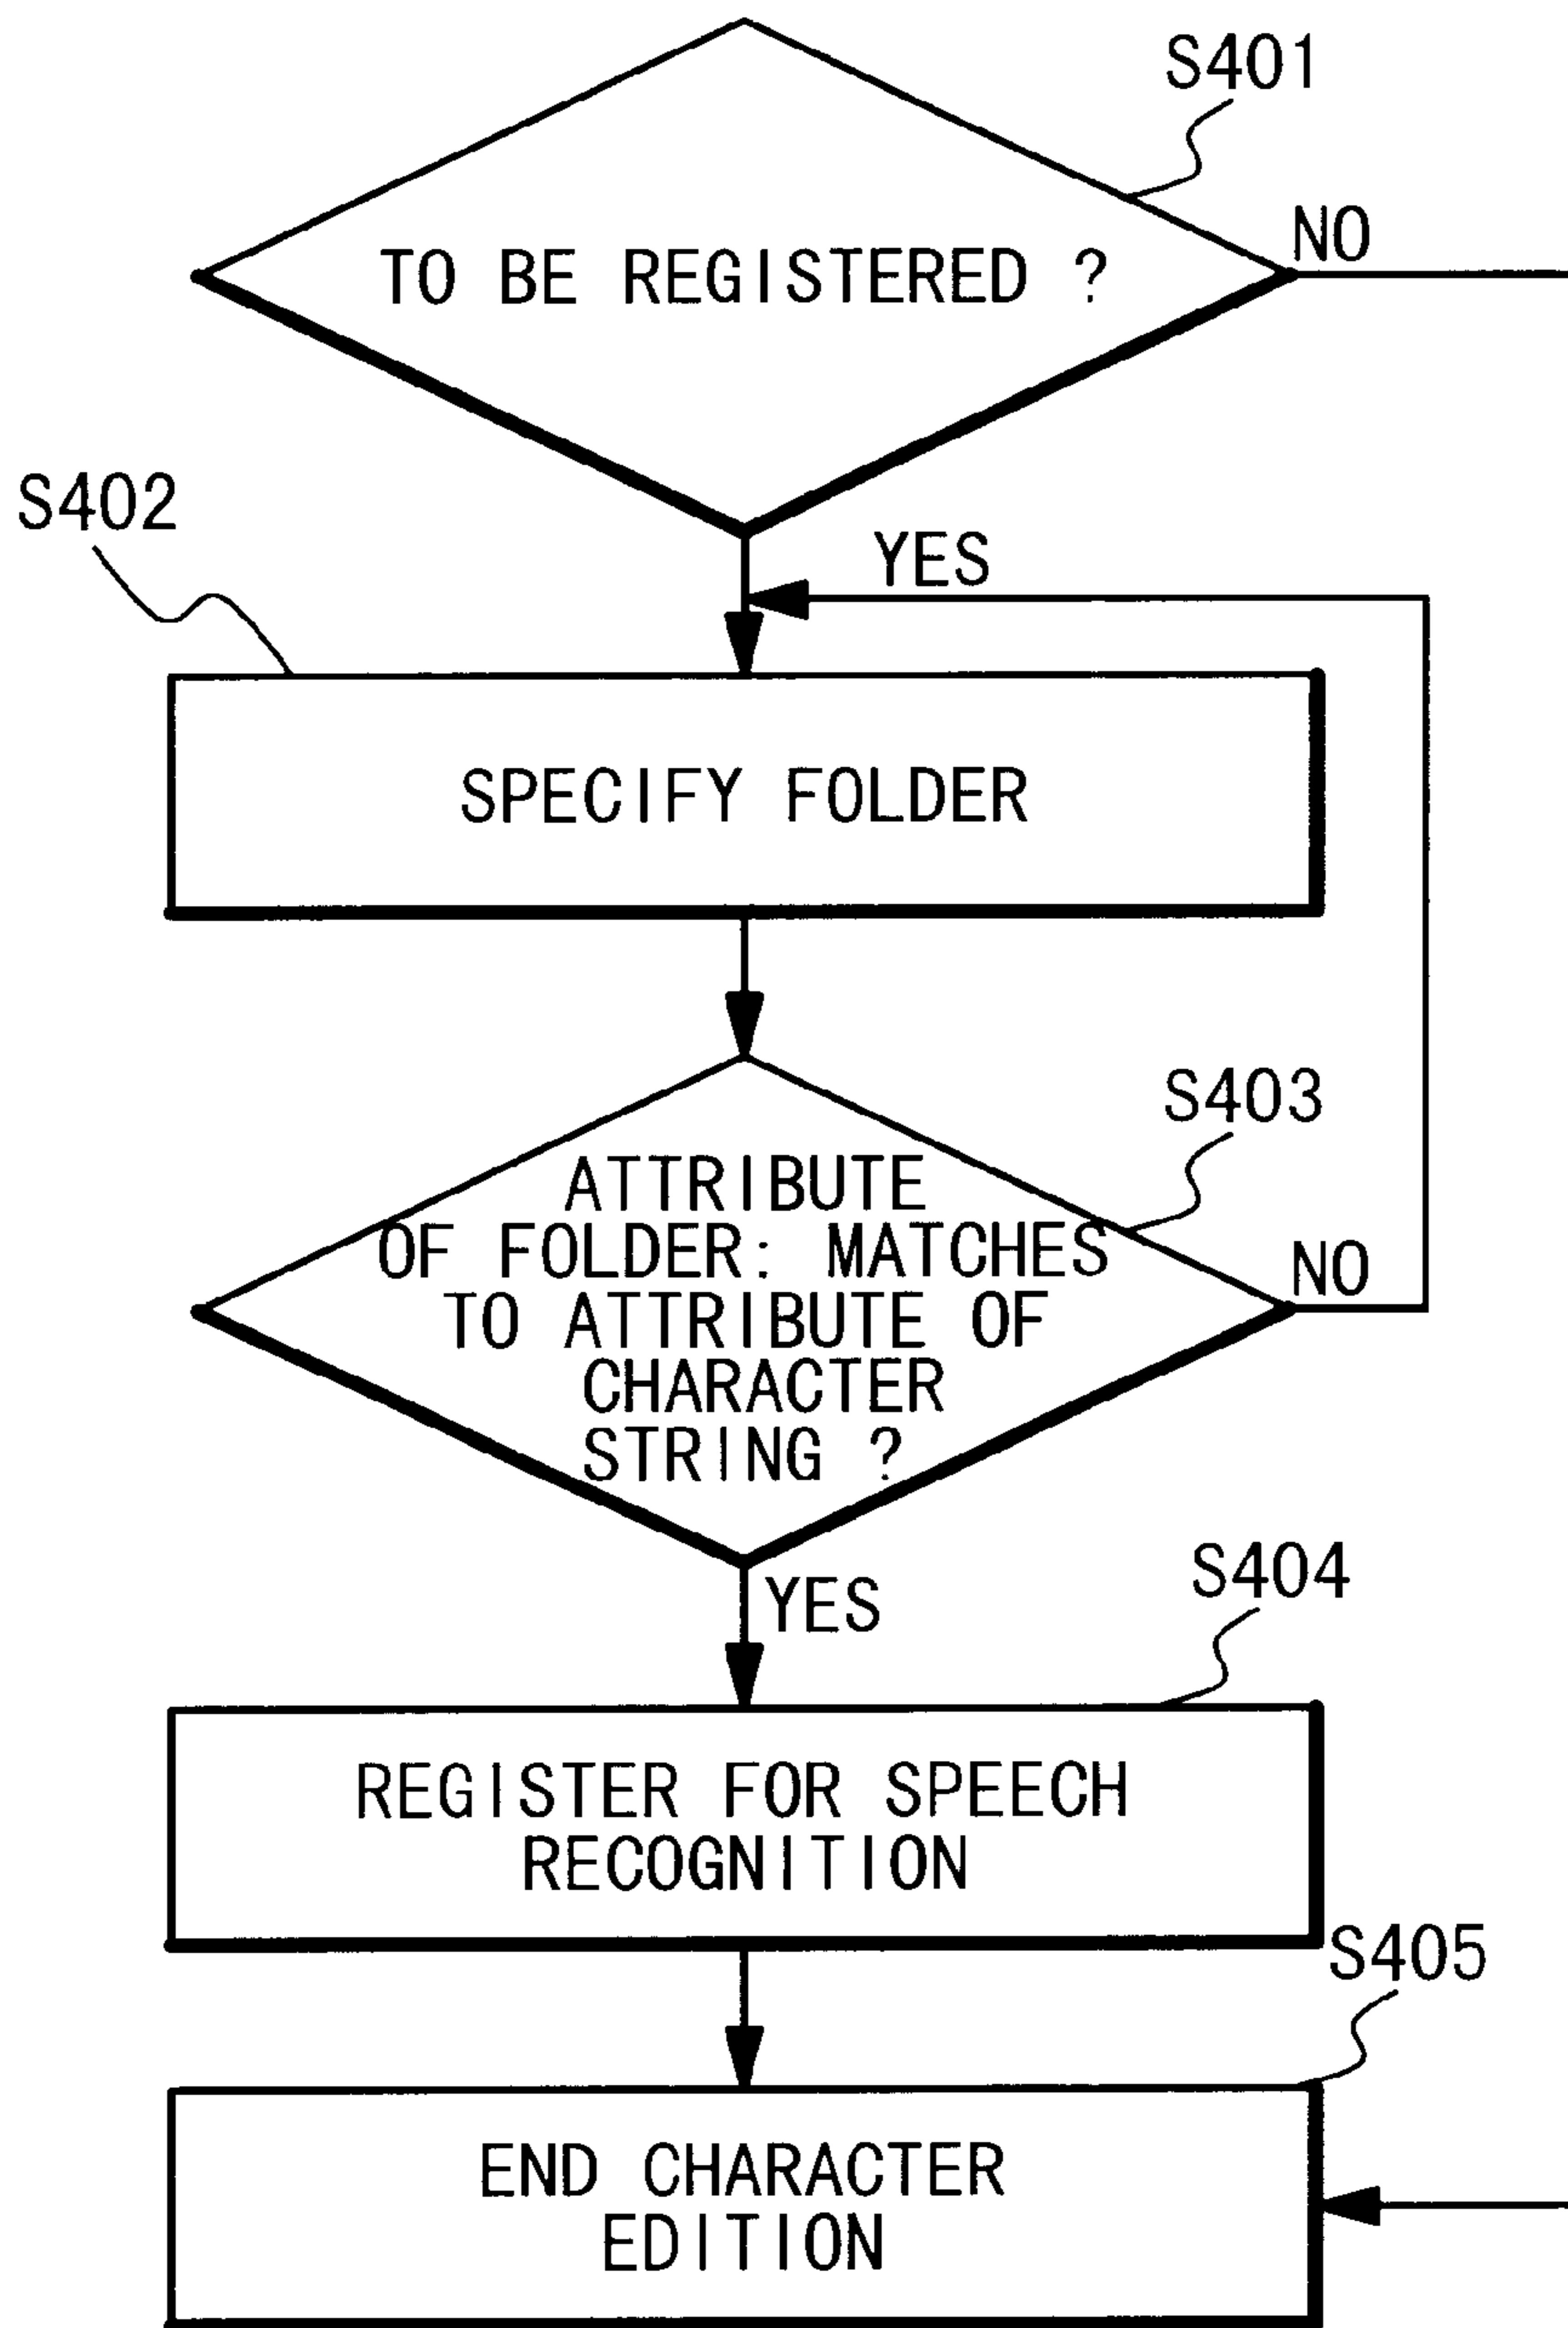 S401
TO BE REGISTERED ?
NO
S402
YES
SPECIFY FOLDER
S403
ATTRIBUTE
OF FOLDER: MATCHES
TO ATTRIBUTE OF
CHARACTER
STRING ?
NO
YES
S404
REGISTER FOR SPEECH
RECOGNITION
S405
END CHARACTER
EDITION